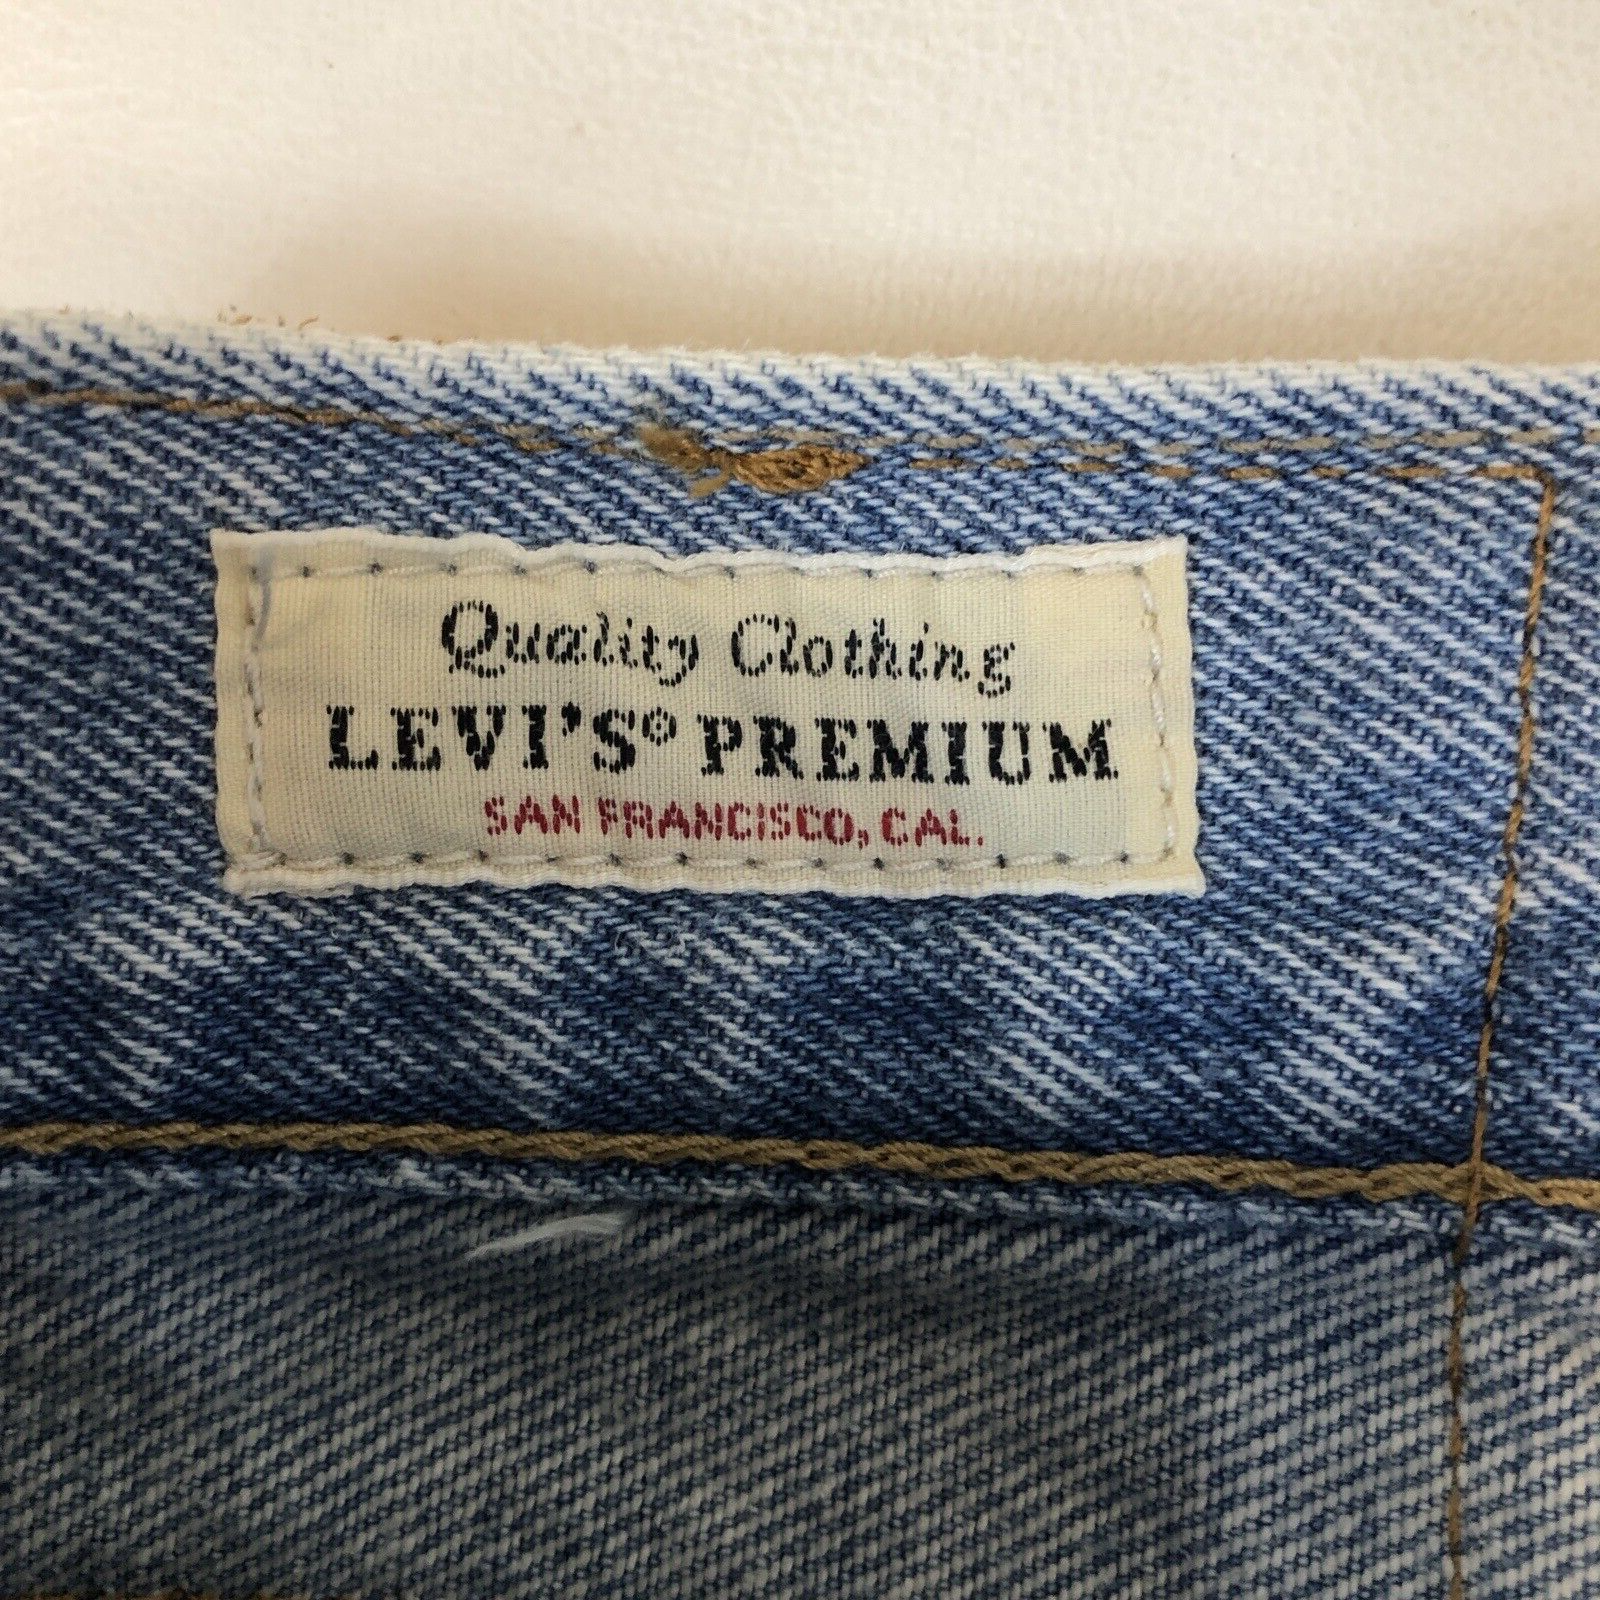 Quality Clothing
LEVI'S® PREMIUM
SAN FRANCISCO, CAL.